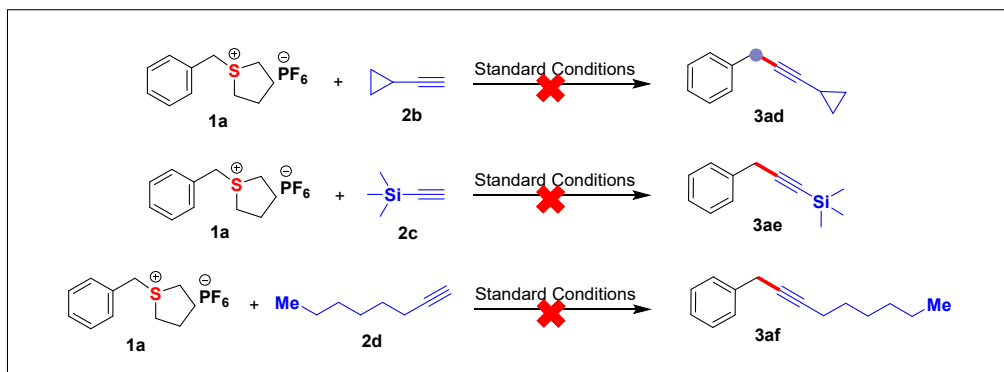 S PF6 + Standard Conditions
1a 2b 3ad
S PF6 + Si Standard Conditions Si
1a 2c 3ae
S PF6 + Me Standard Conditions Me
1a 2d 3af